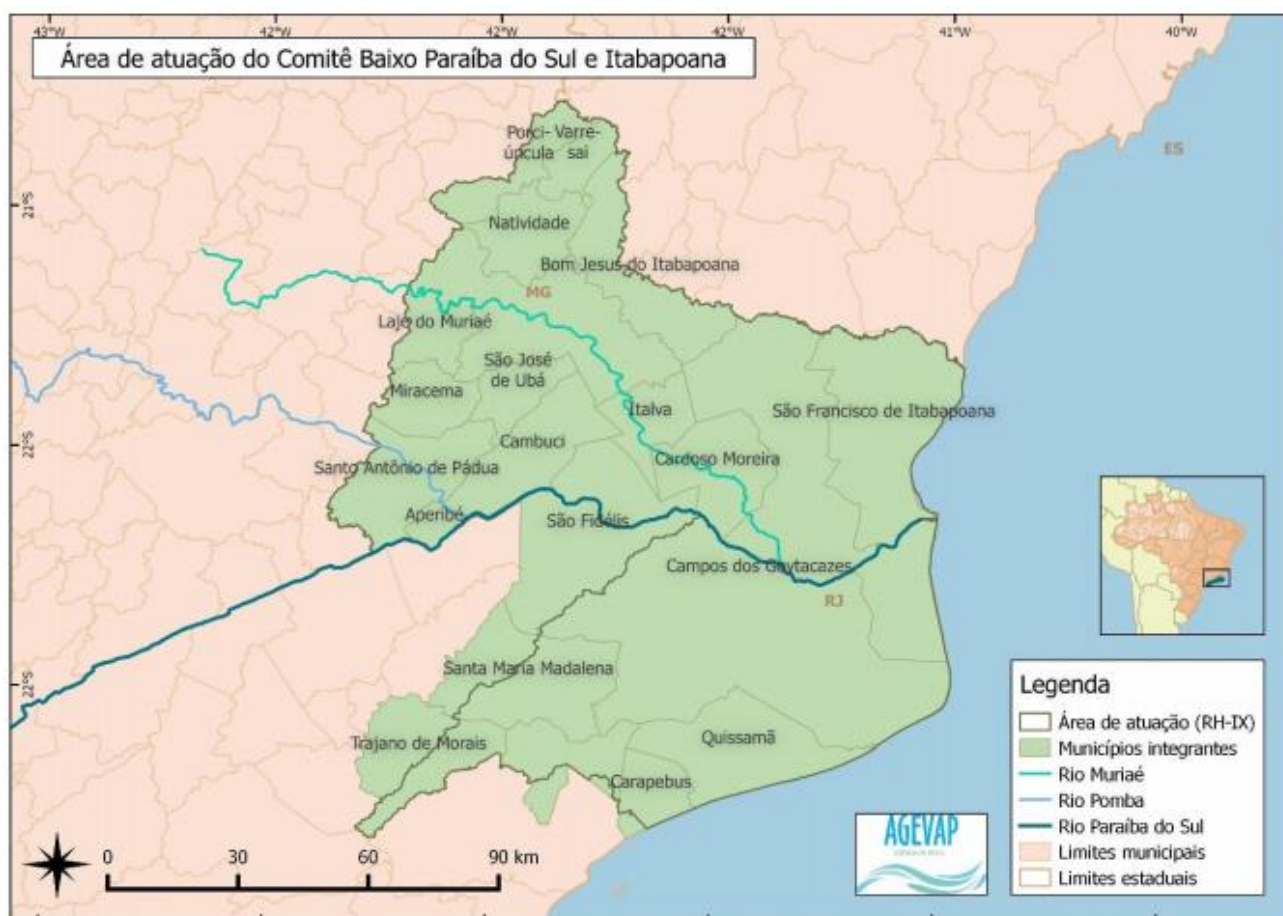 43°W
42°W
42°W
41°W
40°W
Área de atuação do Comitê Baixo Paraíba do Sul e Itabapoana
ES
Porci- Varre-
úncula sai
21°S
Natividade
Bom Jesus do Itabapoana
MG
Laje do Muriaé
São José
de Ubá
Miracema
Italva
São Francisco de Itabapoana
22°S
Cambuci
Cardoso Moreira
Santo Antônio de Pádua
Aperibé
São Fidélis
Campos dos Goytacazes
RJ
Santa Maria Madalena
22°S
Trajano de Morais
Quissamã
Carapebus
Legenda
Área de atuação (RH-IX)
Municípios integrantes
Rio Muriaé
Rio Pomba
Rio Paraíba do Sul
Limites municipais
Limites estaduais
AGEVAP
0 30 60 90 km